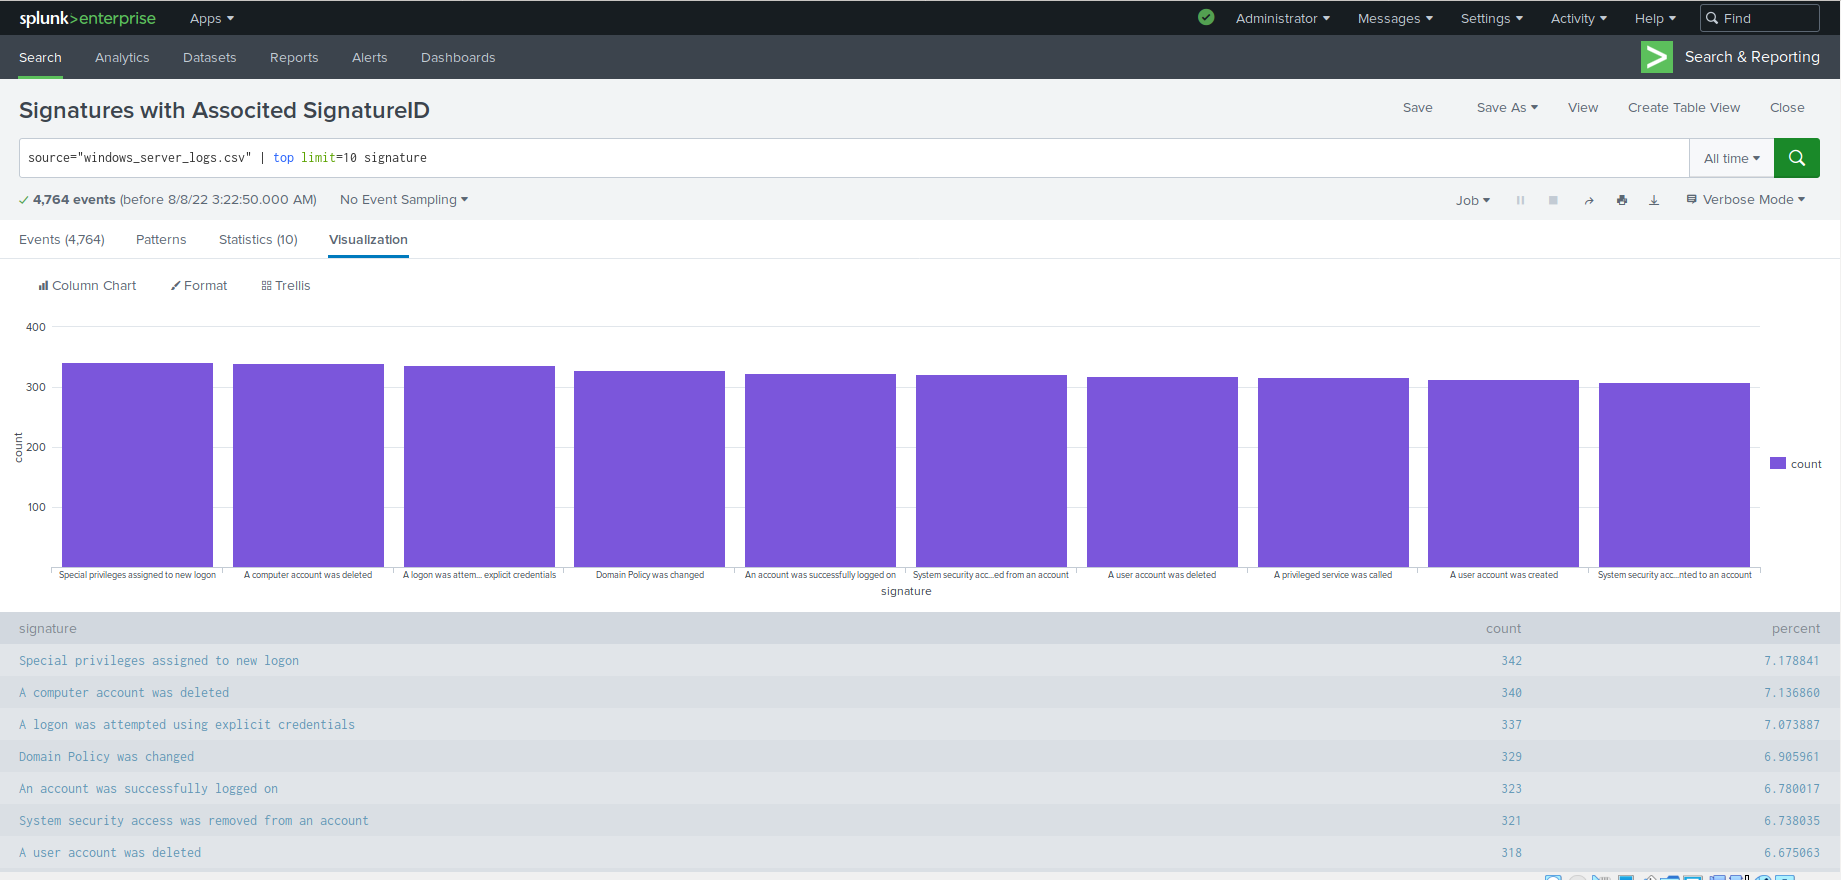 splunk>enterprise Apps Administrator Messages Settings Activity Help Find
Search Analytics Datasets Reports Alerts Dashboards Search & Reporting
Signatures with Associted SignatureID Save Save As View Create Table View Close
source="windows_server_logs.csv" | top limit=10 signature All time
4,764 events (before 8/8/22 3:22:50.000 AM) No Event Sampling Job Verbose Mode
Events (4,764) Patterns Statistics (10) Visualization
Column Chart Format Trellis
400
300
200
100
count
count
Special privileges assigned to new logon A computer account was deleted A logon was attem... explicit credentials Domain Policy was changed An account was successfully logged on System security acc...ed from an account A user account was deleted A privileged service was called A user account was created System security acc...nted to an account
signature
signature count percent
Special privileges assigned to new logon 342 7.178841
A computer account was deleted 340 7.136860
A logon was attempted using explicit credentials 337 7.073887
Domain Policy was changed 329 6.905961
An account was successfully logged on 323 6.780017
System security access was removed from an account 321 6.738035
A user account was deleted 318 6.675063